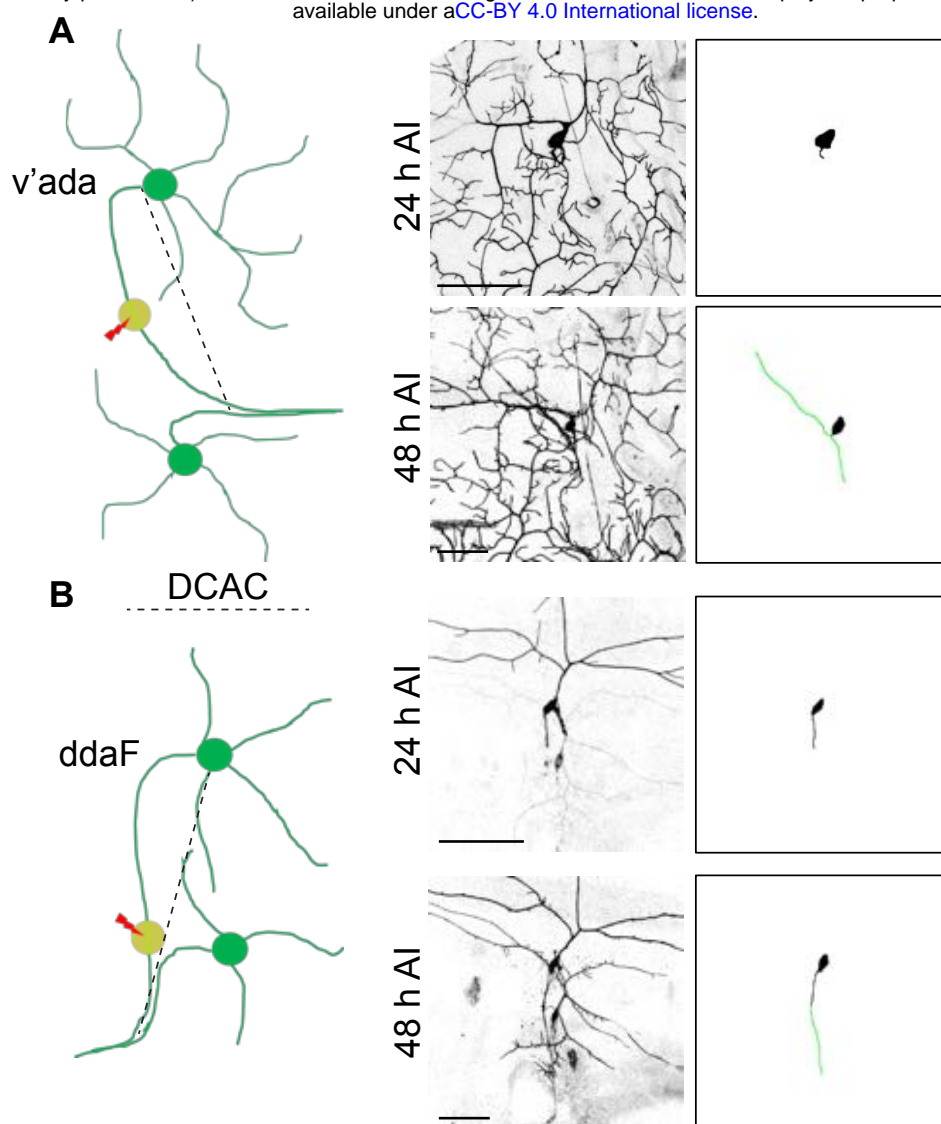 available under aCC-BY 4.0 International license.
A
v'ada
24 h AI
48 h AI
B
DCAC
ddaF
24 h AI
48 h AI